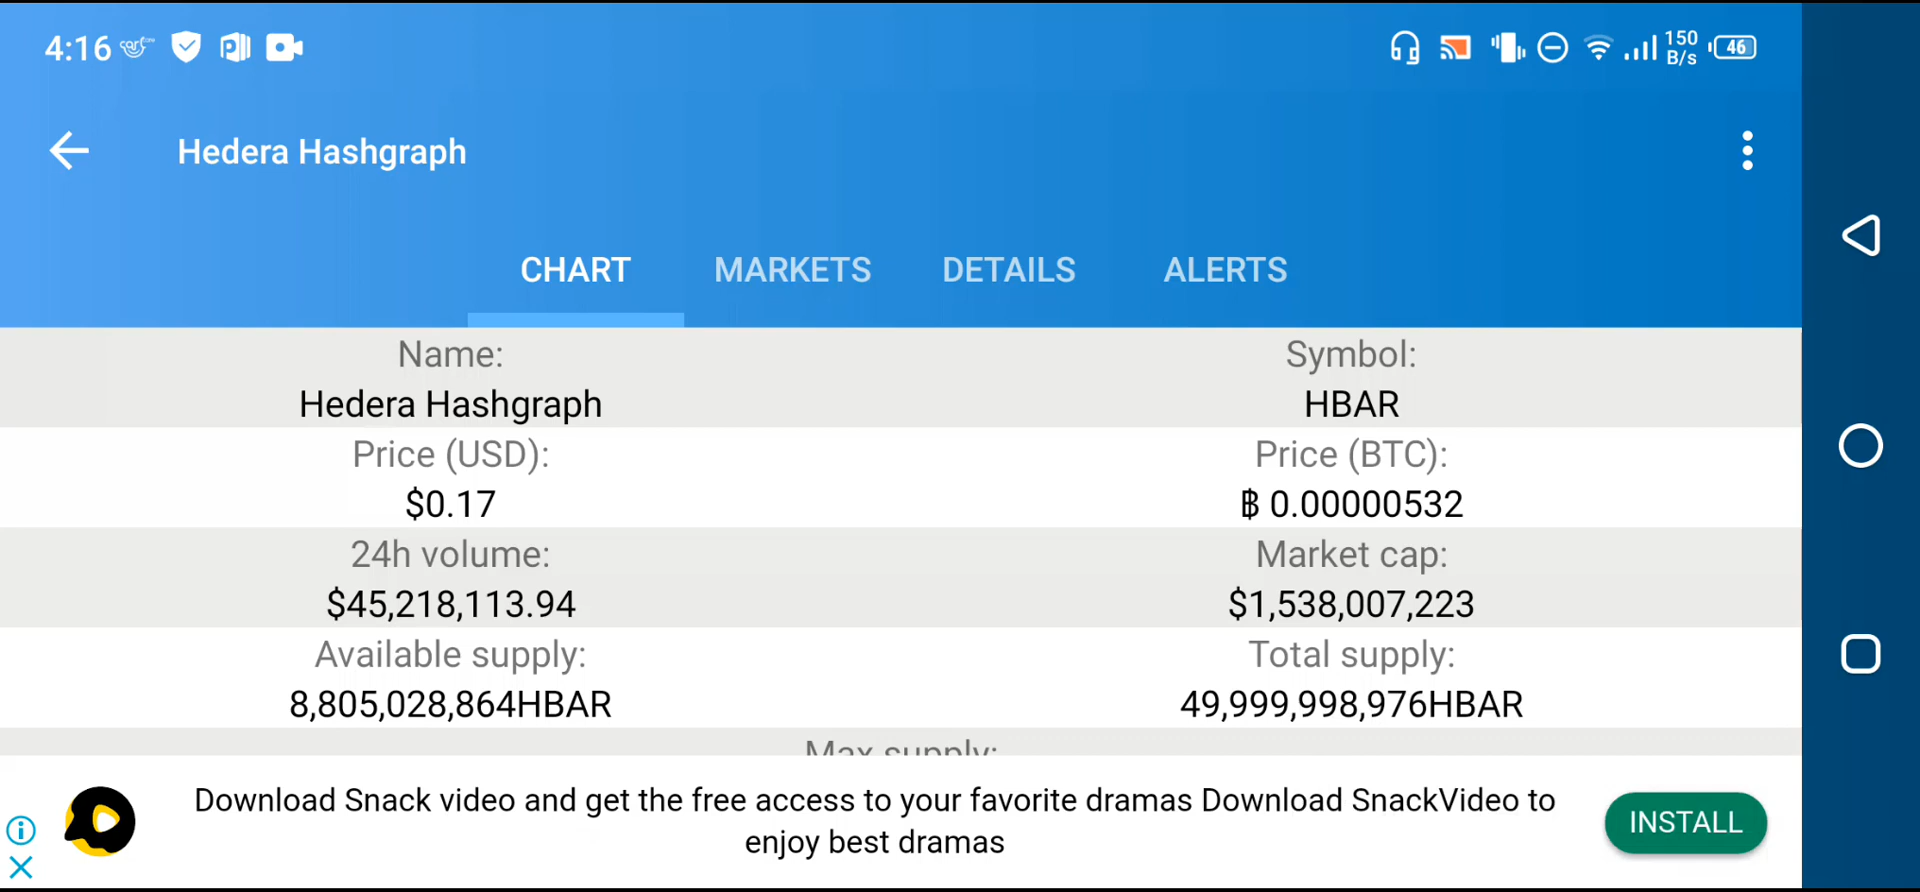 4:16
150
B/s
46
Hedera Hashgraph
CHART MARKETS DETAILS ALERTS
Name: Symbol:
Hedera Hashgraph HBAR
Price (USD): Price (BTC):
$0.17 ฿ 0.00000532
24h volume: Market cap:
$45,218,113.94 $1,538,007,223
Available supply: Total supply:
8,805,028,864HBAR 49,999,998,976HBAR
Max supply:
Download Snack video and get the free access to your favorite dramas Download SnackVideo to
enjoy best dramas
INSTALL